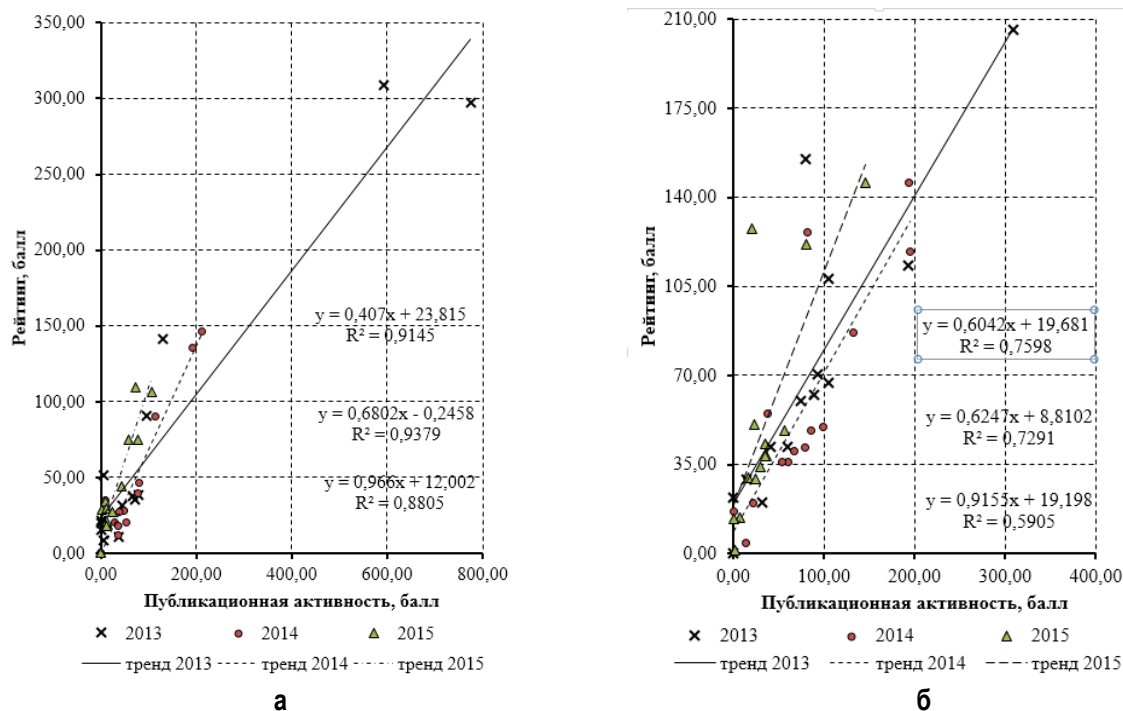 350,00
300,00
250,00
200,00
150,00
100,00
50,00
0,00
Рейтинг, балл
y = 0,407x + 23,815
R² = 0,9145
y = 0,6802x - 0,2458
R² = 0,9379
y = 0,966x + 12,002
R² = 0,8805
0,00 200,00 400,00 600,00 800,00
Публикационная активность, балл
2013 2014 2015
тренд 2013 тренд 2014 тренд 2015
а
210,00
175,00
140,00
105,00
70,00
35,00
0,00
Рейтинг, балл
y = 0,6042x + 19,681
R² = 0,7598
y = 0,6247x + 8,8102
R² = 0,7291
y = 0,9155x + 19,198
R² = 0,5905
0,00 100,00 200,00 300,00 400,00
Публикационная активность, балл
2013 2014 2015
тренд 2013 тренд 2014 тренд 2015
б